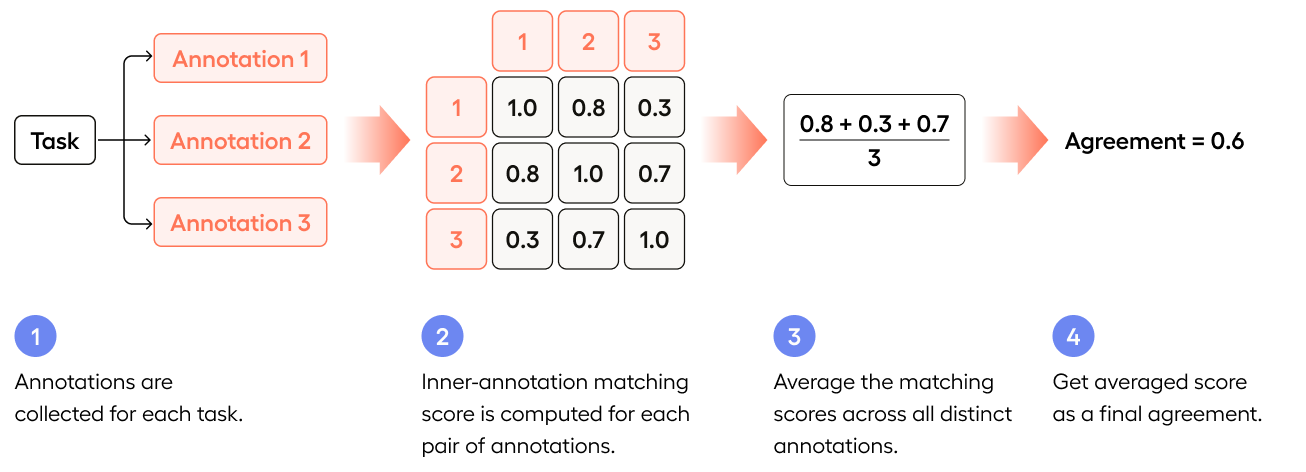 Task
Annotation 1
Annotation 2
Annotation 3
1 2 3
1 1.0 0.8 0.3
2 0.8 1.0 0.7
3 0.3 0.7 1.0
0.8 + 0.3 + 0.7
3
Agreement = 0.6
1
Annotations are
collected for each task.
2
Inner-annotation matching
score is computed for each
pair of annotations.
3
Average the matching
scores across all distinct
annotations.
4
Get averaged score
as a final agreement.